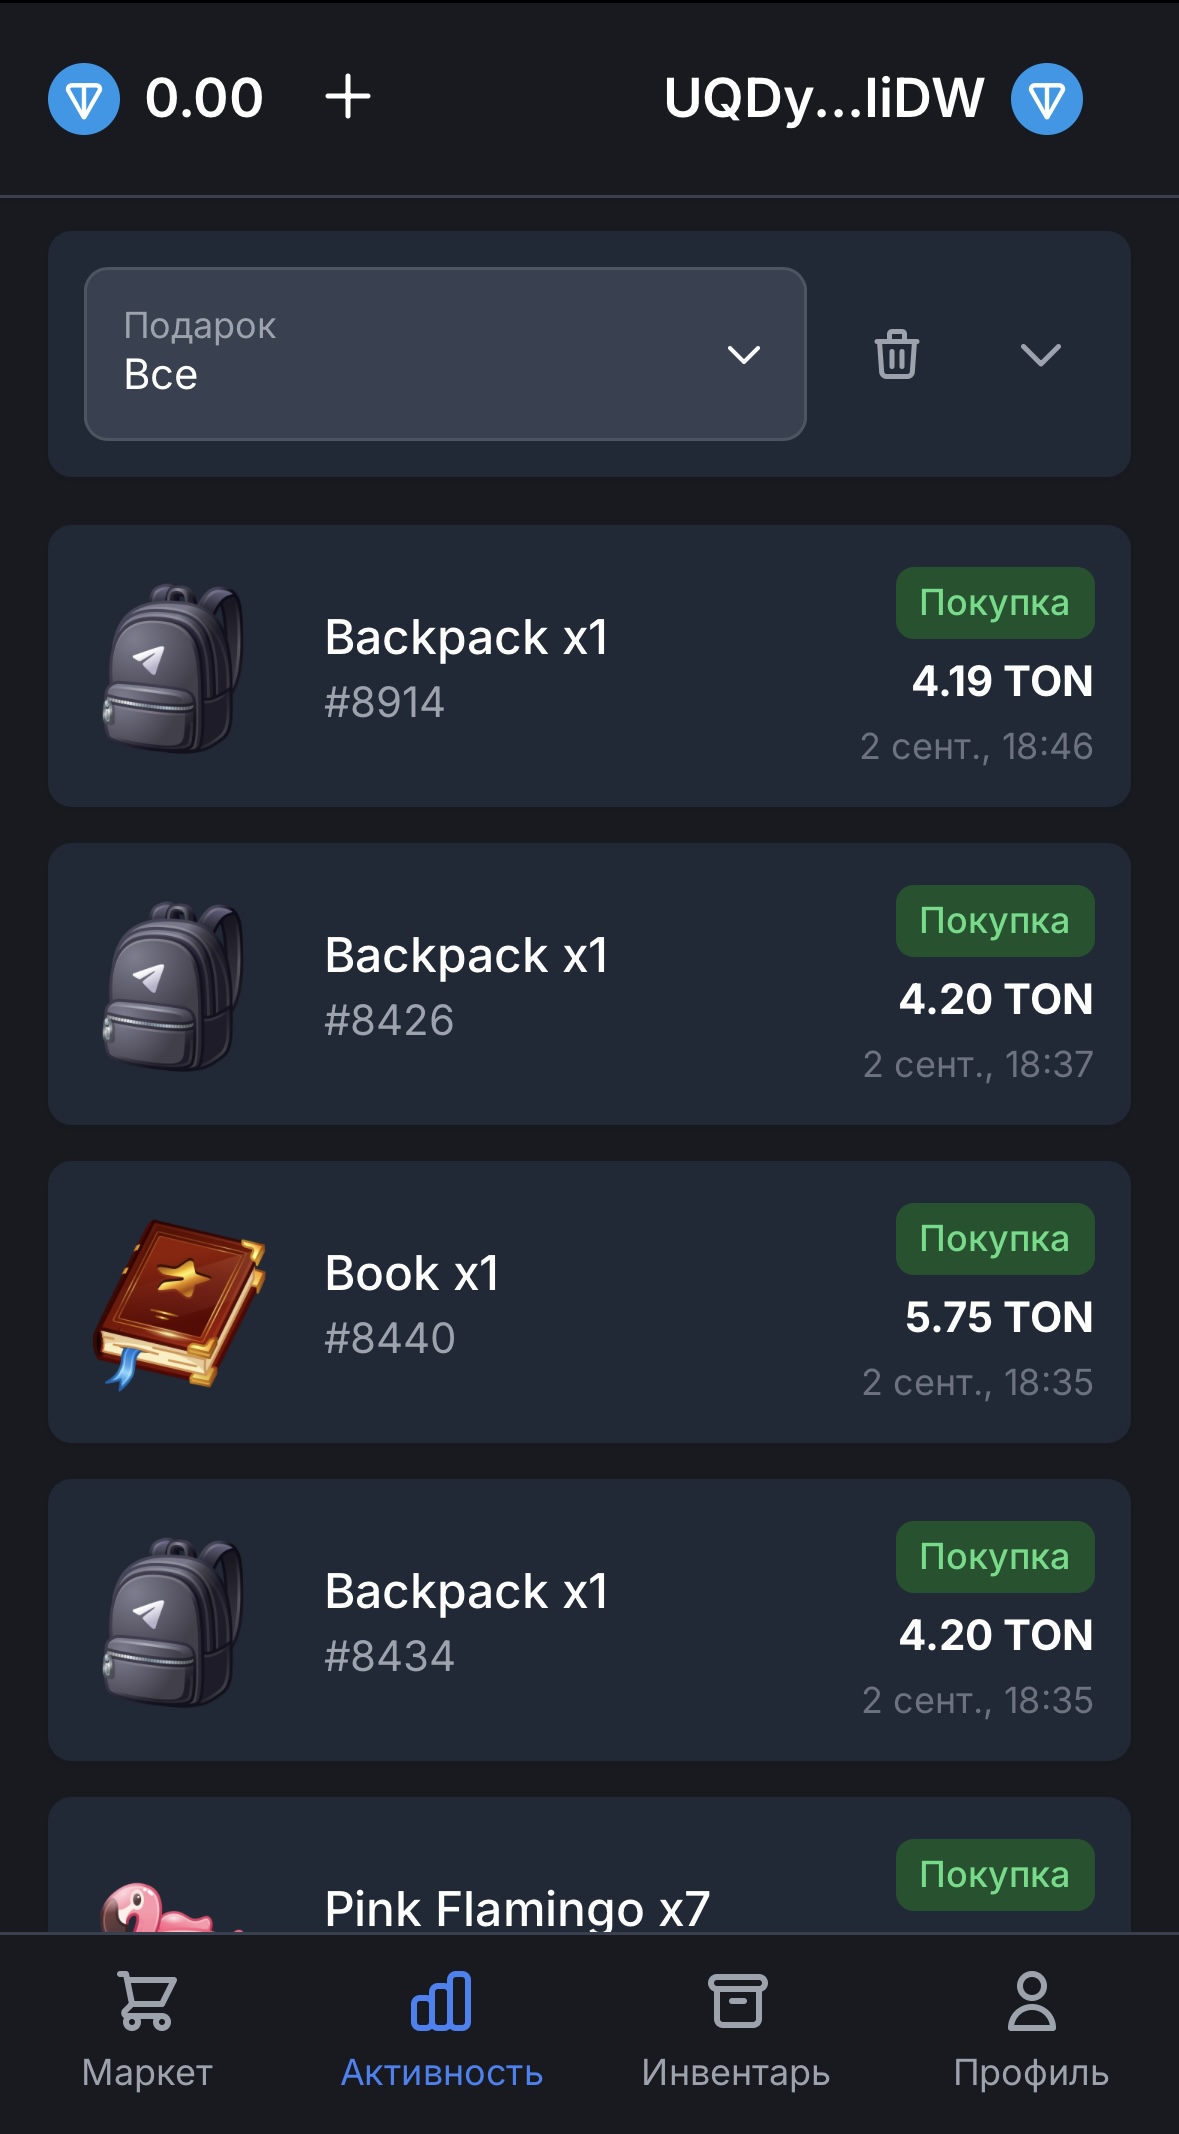 0.00
UQDy...liDW
Подарок
Все
Backpack x1
#8914
Покупка
4.19 TON
2 сент., 18:46
Backpack x1
#8426
Покупка
4.20 TON
2 сент., 18:37
Book x1
#8440
Покупка
5.75 TON
2 сент., 18:35
Backpack x1
#8434
Покупка
4.20 TON
2 сент., 18:35
Pink Flamingo x7
Покупка
Маркет
Активность
Инвентарь
Профиль